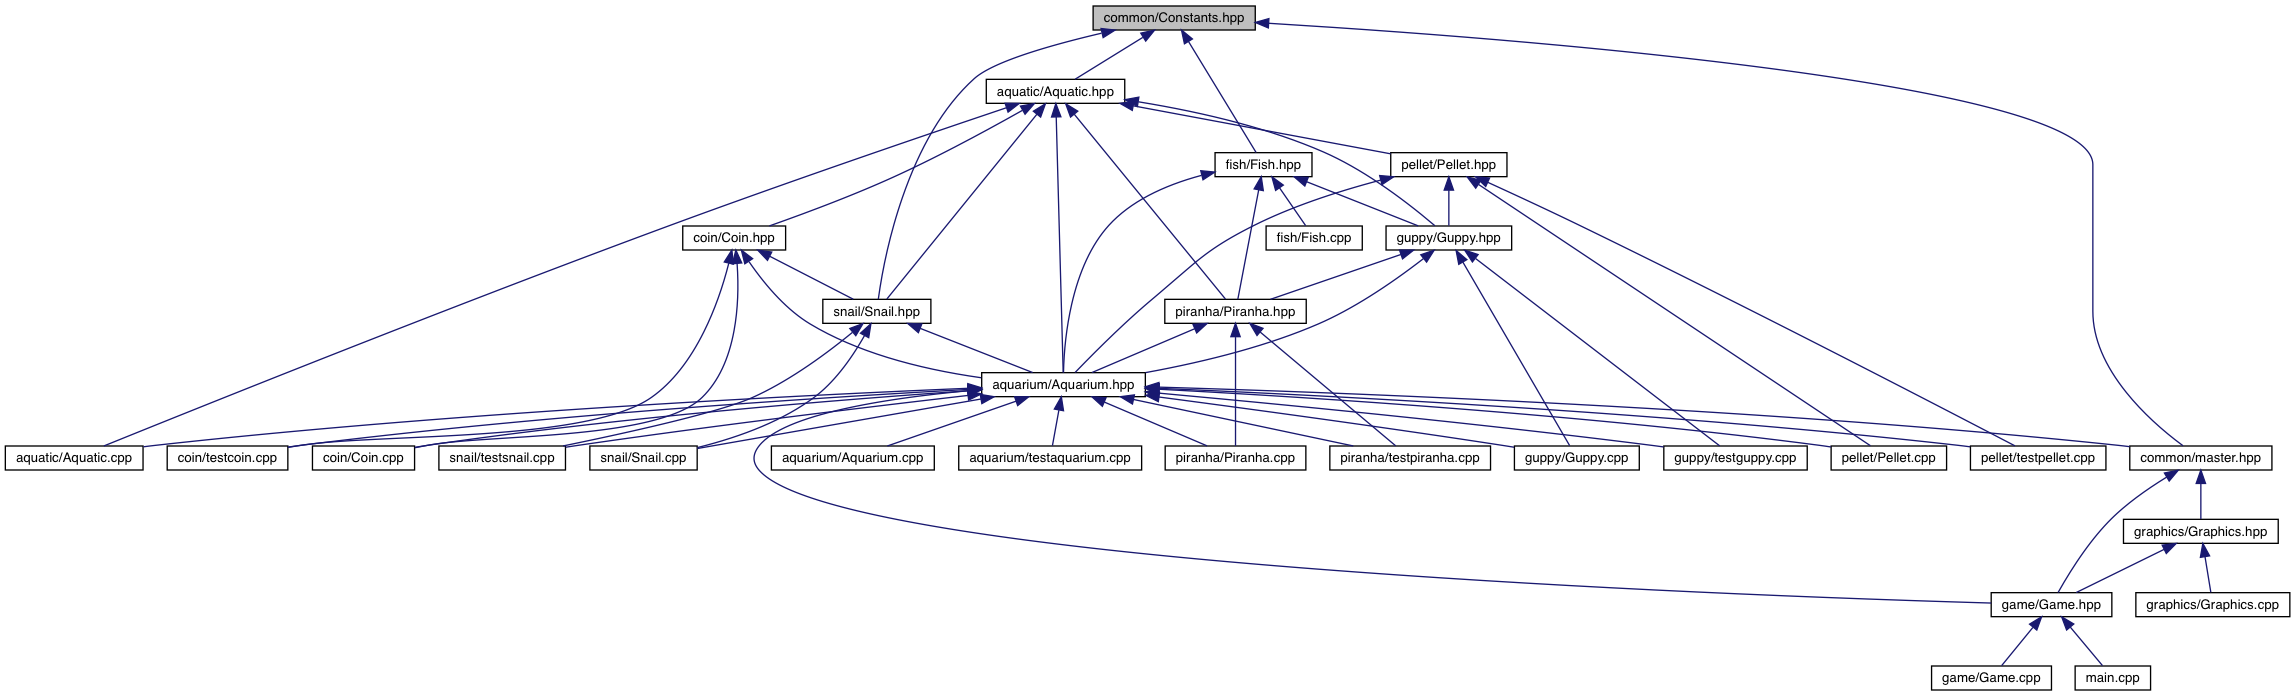 common/Constants.hpp
aquatic/Aquatic.hpp
fish/Fish.hpp
pellet/Pellet.hpp
coin/Coin.hpp
fish/Fish.cpp
guppy/Guppy.hpp
snail/Snail.hpp
piranha/Piranha.hpp
aquarium/Aquarium.hpp
aquatic/Aquatic.cpp
coin/testcoin.cpp
coin/Coin.cpp
snail/testsnail.cpp
snail/Snail.cpp
aquarium/Aquarium.cpp
aquarium/testaquarium.cpp
piranha/Piranha.cpp
piranha/testpiranha.cpp
guppy/Guppy.cpp
guppy/testguppy.cpp
pellet/Pellet.cpp
pellet/testpellet.cpp
common/master.hpp
graphics/Graphics.hpp
game/Game.hpp
graphics/Graphics.cpp
game/Game.cpp
main.cpp